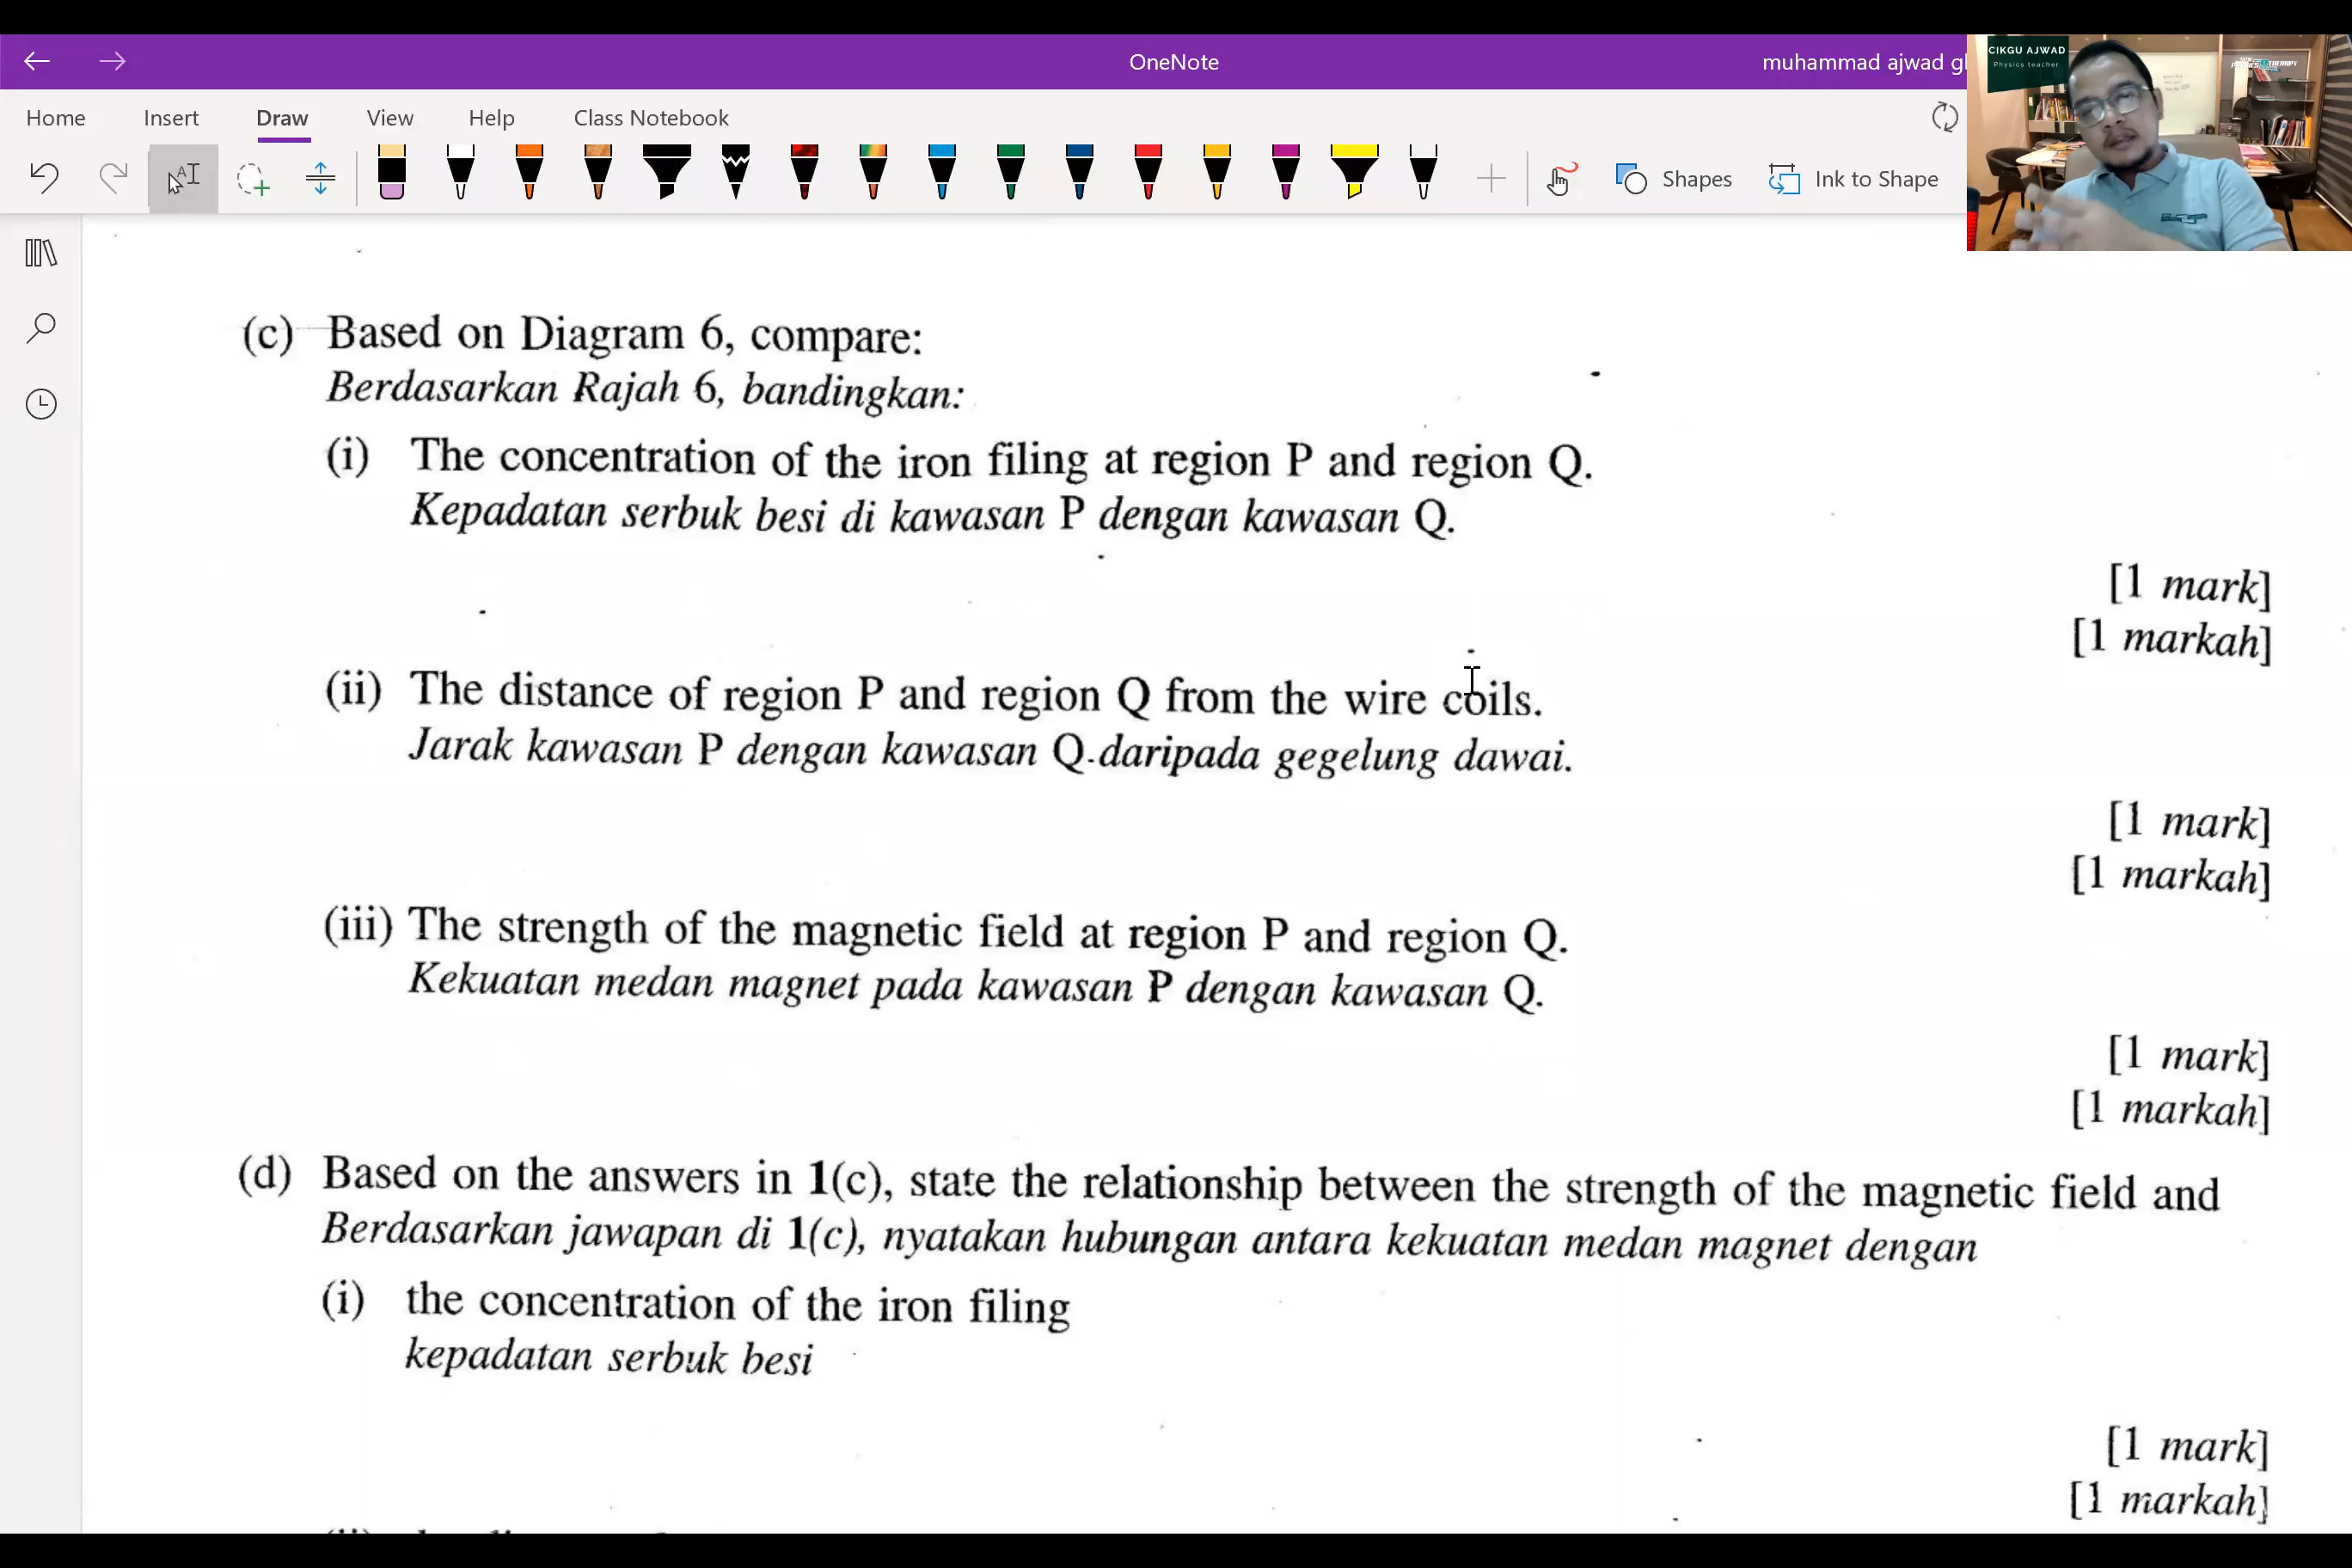 OneNote
muhammad ajwad gh
CIKGU AJWAD
Physics teacher
Home Insert Draw View Help Class Notebook
Shapes Ink to Shape
(c) Based on Diagram 6, compare:
Berdasarkan Rajah 6, bandingkan:
(i) The concentration of the iron filing at region P and region Q.
Kepadatan serbuk besi di kawasan P dengan kawasan Q.
[1 mark]
[1 markah]
(ii) The distance of region P and region Q from the wire coils.
Jarak kawasan P dengan kawasan Q daripada gegelung dawai.
[1 mark]
[1 markah]
(iii) The strength of the magnetic field at region P and region Q.
Kekuatan medan magnet pada kawasan P dengan kawasan Q.
[1 mark]
[1 markah]
(d) Based on the answers in 1(c), state the relationship between the strength of the magnetic field and
Berdasarkan jawapan di 1(c), nyatakan hubungan antara kekuatan medan magnet dengan
(i) the concentration of the iron filing
kepadatan serbuk besi
[1 mark]
[1 markah]